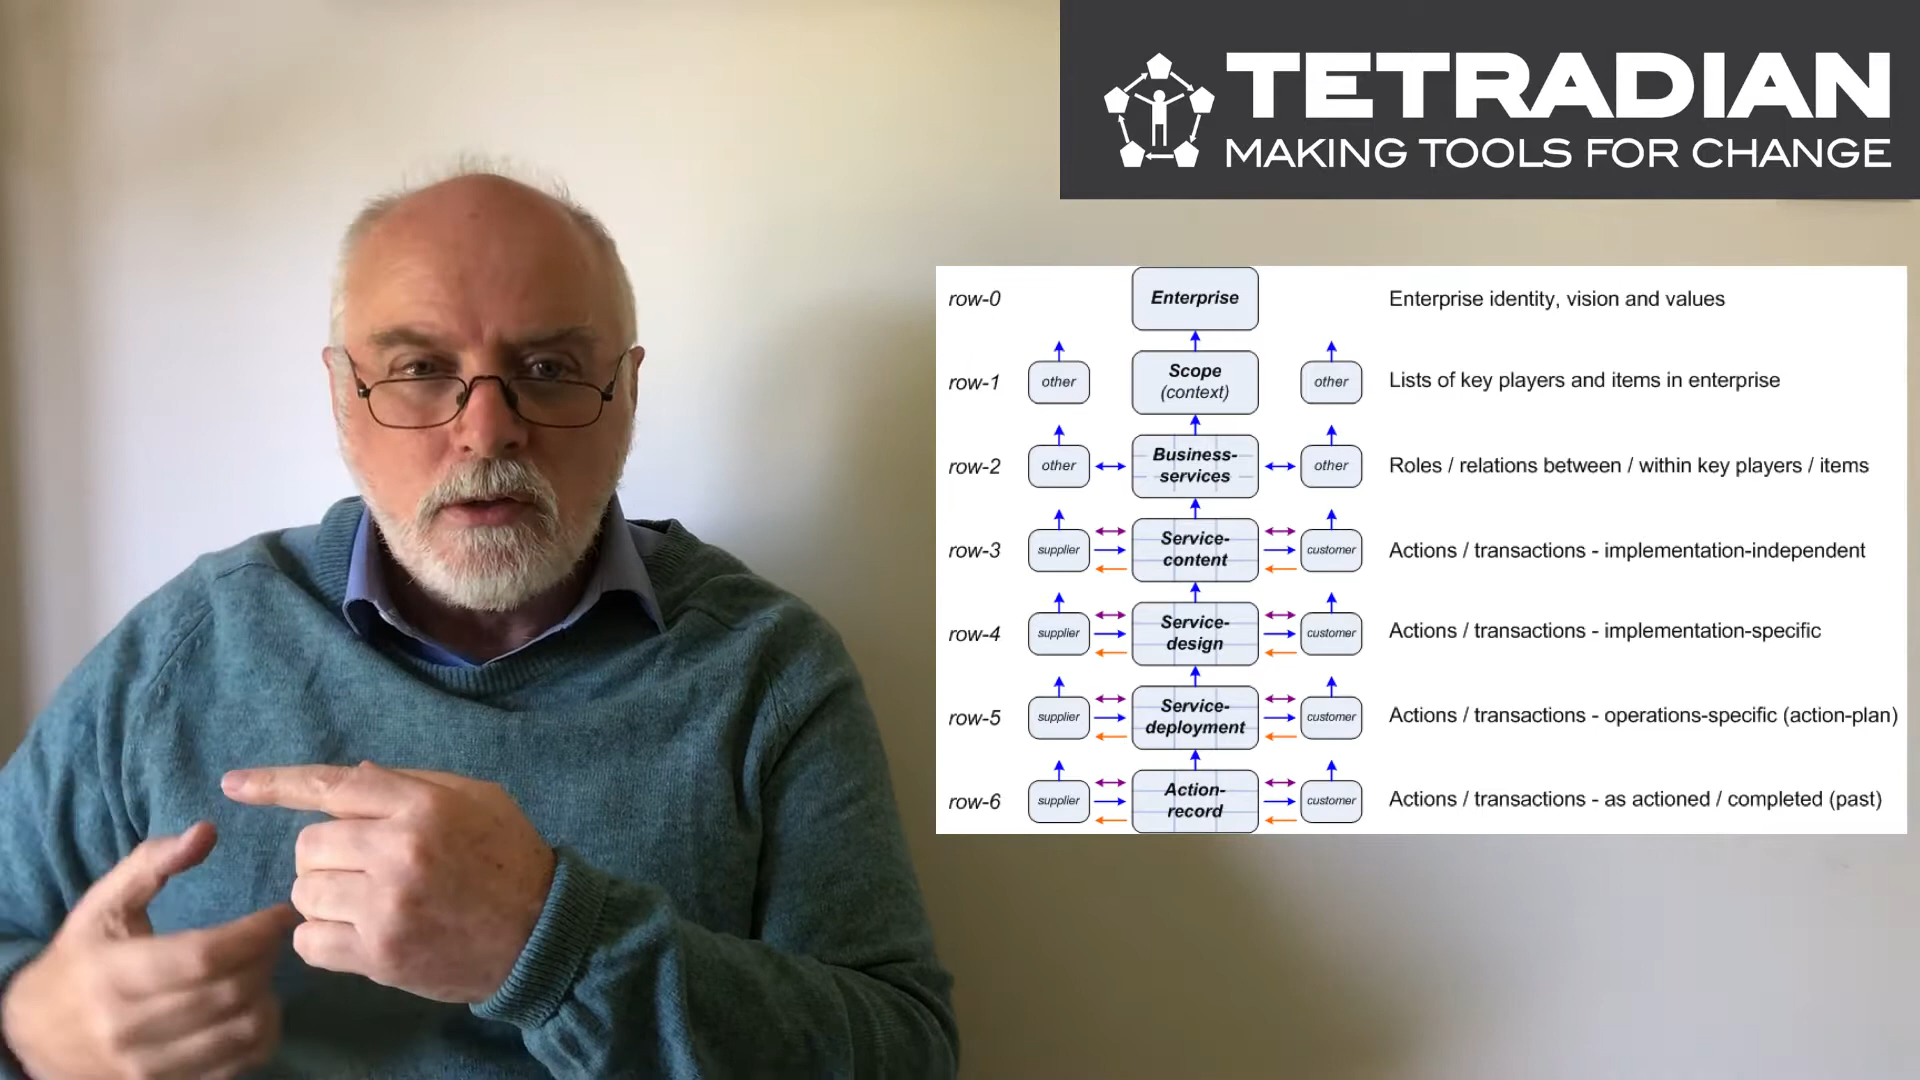 TETRADIAN
MAKING TOOLS FOR CHANGE
row-0 Enterprise Enterprise identity, vision and values
row-1 other Scope (context) other Lists of key players and items in enterprise
row-2 other Business-services other Roles / relations between / within key players / items
row-3 supplier Service-content customer Actions / transactions - implementation-independent
row-4 supplier Service-design customer Actions / transactions - implementation-specific
row-5 supplier Service-deployment customer Actions / transactions - operations-specific (action-plan)
row-6 supplier Action-record customer Actions / transactions - as actioned / completed (past)